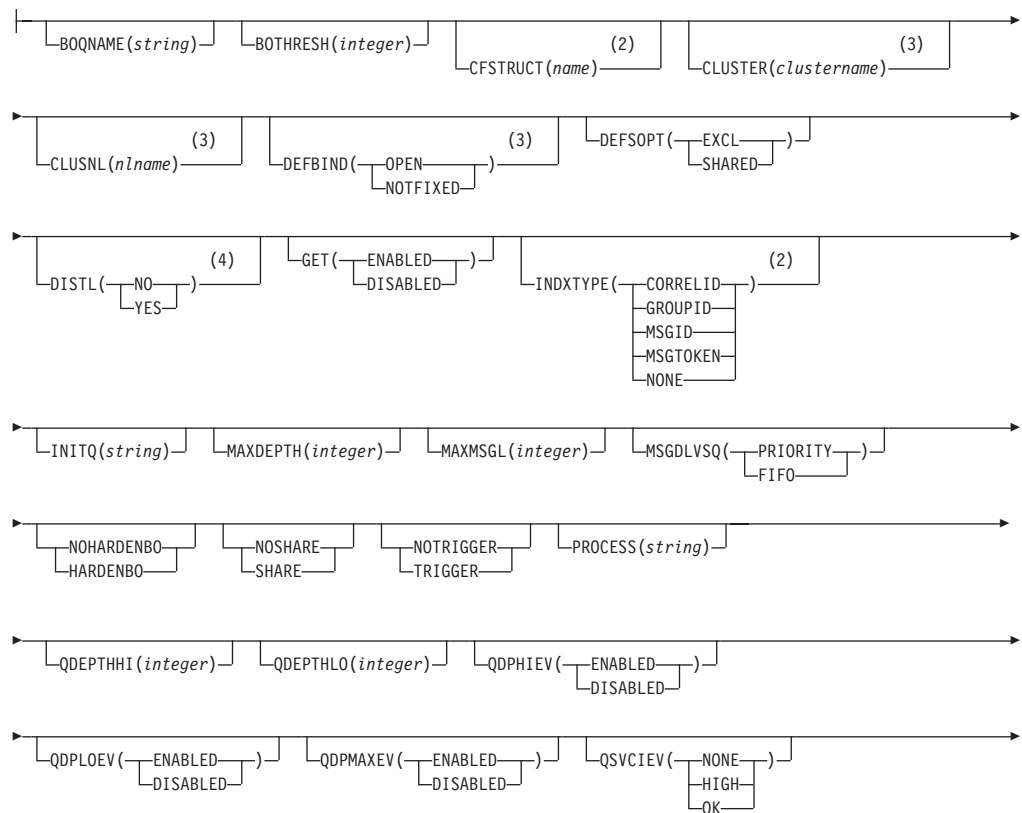 BOQNAME(string) BOTHRESH(integer) (2) (3)
CFSTRUCT(name) CLUSTER(clustername)
(3) (3) DEFSOPT( EXCL )
CLUSNL(nlname) DEFBIND( OPEN ) SHARED
NOTFIXED
(4) GET( ENABLED ) (2)
DISTL( NO ) DISABLED INDXTYPE( CORRELID )
YES GROUPID
MSGID
MSGTOKEN
NONE
INITQ(string) MAXDEPTH(integer) MAXMSGL(integer) MSGDLVSQ( PRIORITY )
FIFO
NOHARDENBO NOSHARE NOTRIGGER PROCESS(string)
HARDENBO SHARE TRIGGER
QDEPTHHI(integer) QDEPTHLO(integer) QDPHIEV( ENABLED )
DISABLED
QDPLOEV( ENABLED ) QDPMAXEV( ENABLED ) QSVCIEV( NONE )
DISABLED DISABLED HIGH
OK